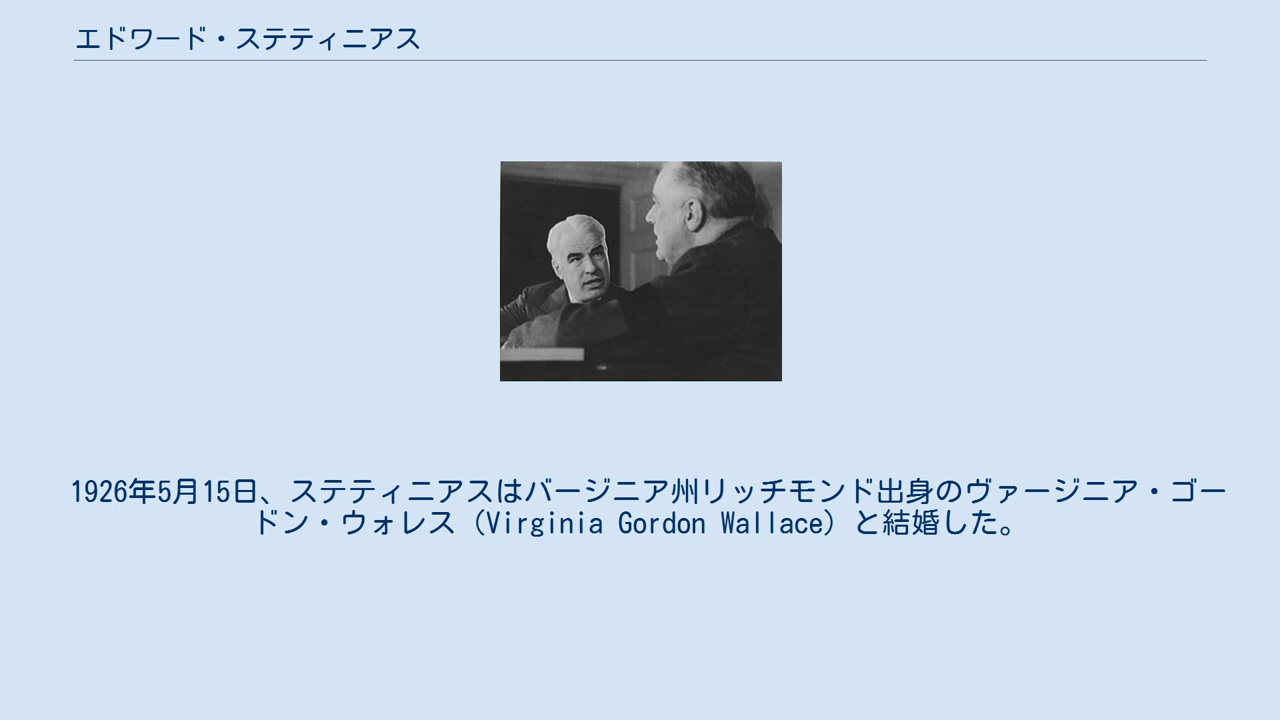 エドワード・ステティニアス
1926年5月15日、ステティニアスはバージニア州リッチモンド出身のヴァージニア・ゴー
ドン・ウォレス（Virginia Gordon Wallace）と結婚した。